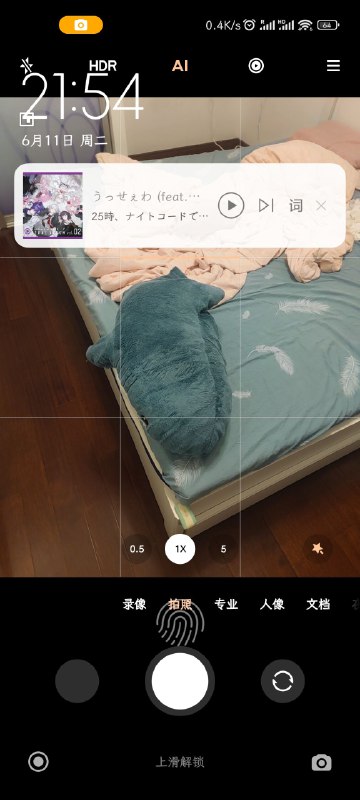 0.4K/s
64
HDR
AI
21:54
6月11日 周二
うっせぇわ (feat.…
25時、ナイトコードで…
词
0.5
1X
5
录像
拍照
专业
人像
文档
上滑解锁